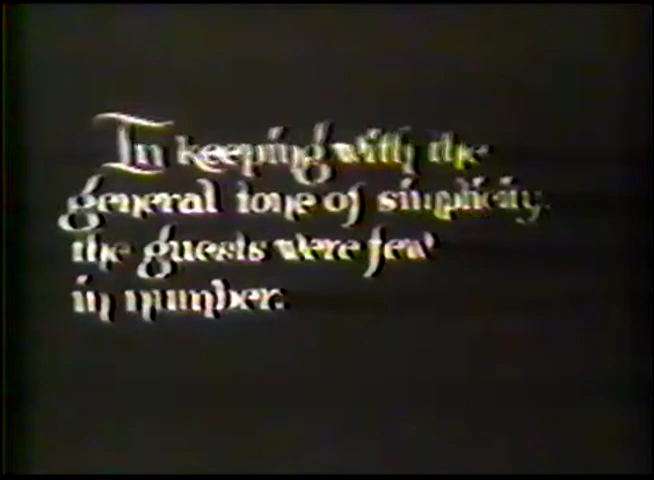 In keeping with the
general tone of simplicity,
the guests were few
in number.